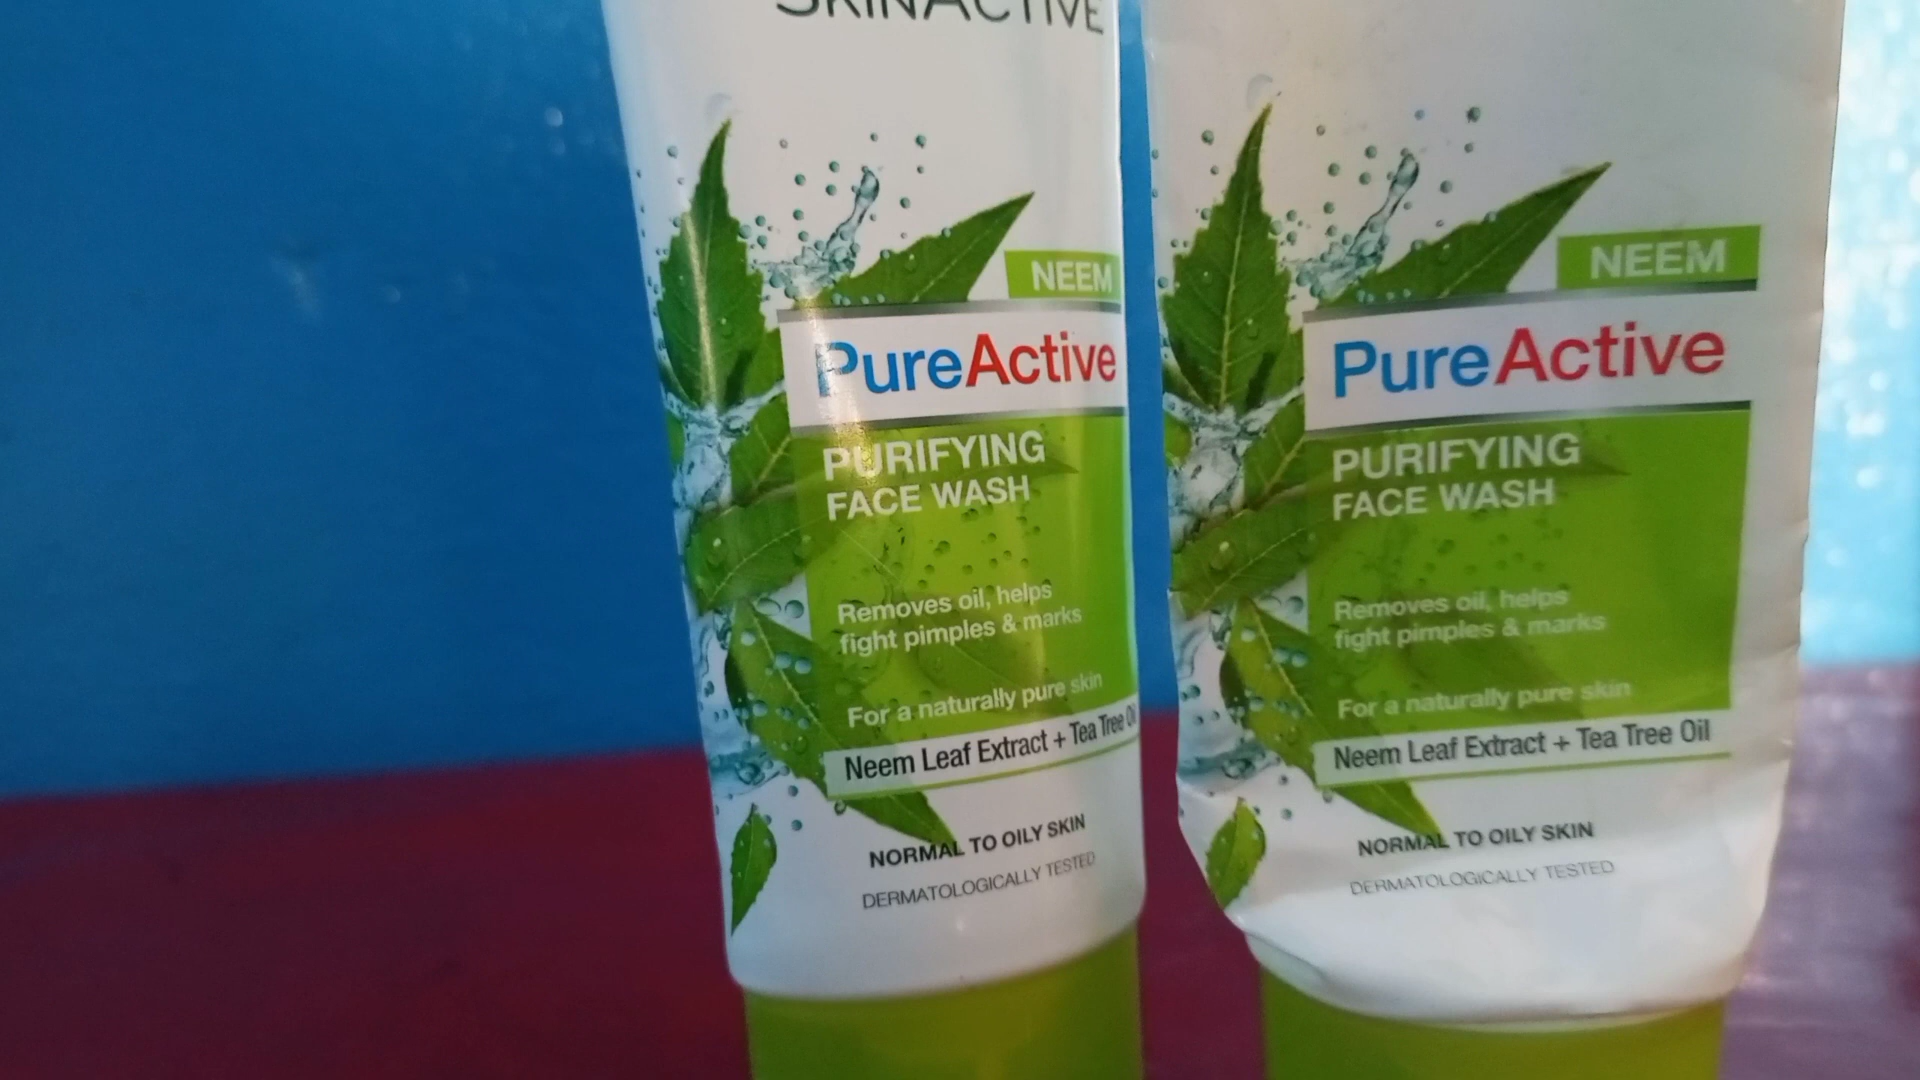 SKINACTIVE
NEEM
PureActive
PURIFYING
FACE WASH
Removes oil, helps
fight pimples & marks
For a naturally pure skin
Neem Leaf Extract + Tea Tree Oil
NORMAL TO OILY SKIN
DERMATOLOGICALLY TESTED
NEEM
PureActive
PURIFYING
FACE WASH
Removes oil, helps
fight pimples & marks
For a naturally pure skin
Neem Leaf Extract + Tea Tree Oil
NORMAL TO OILY SKIN
DERMATOLOGICALLY TESTED